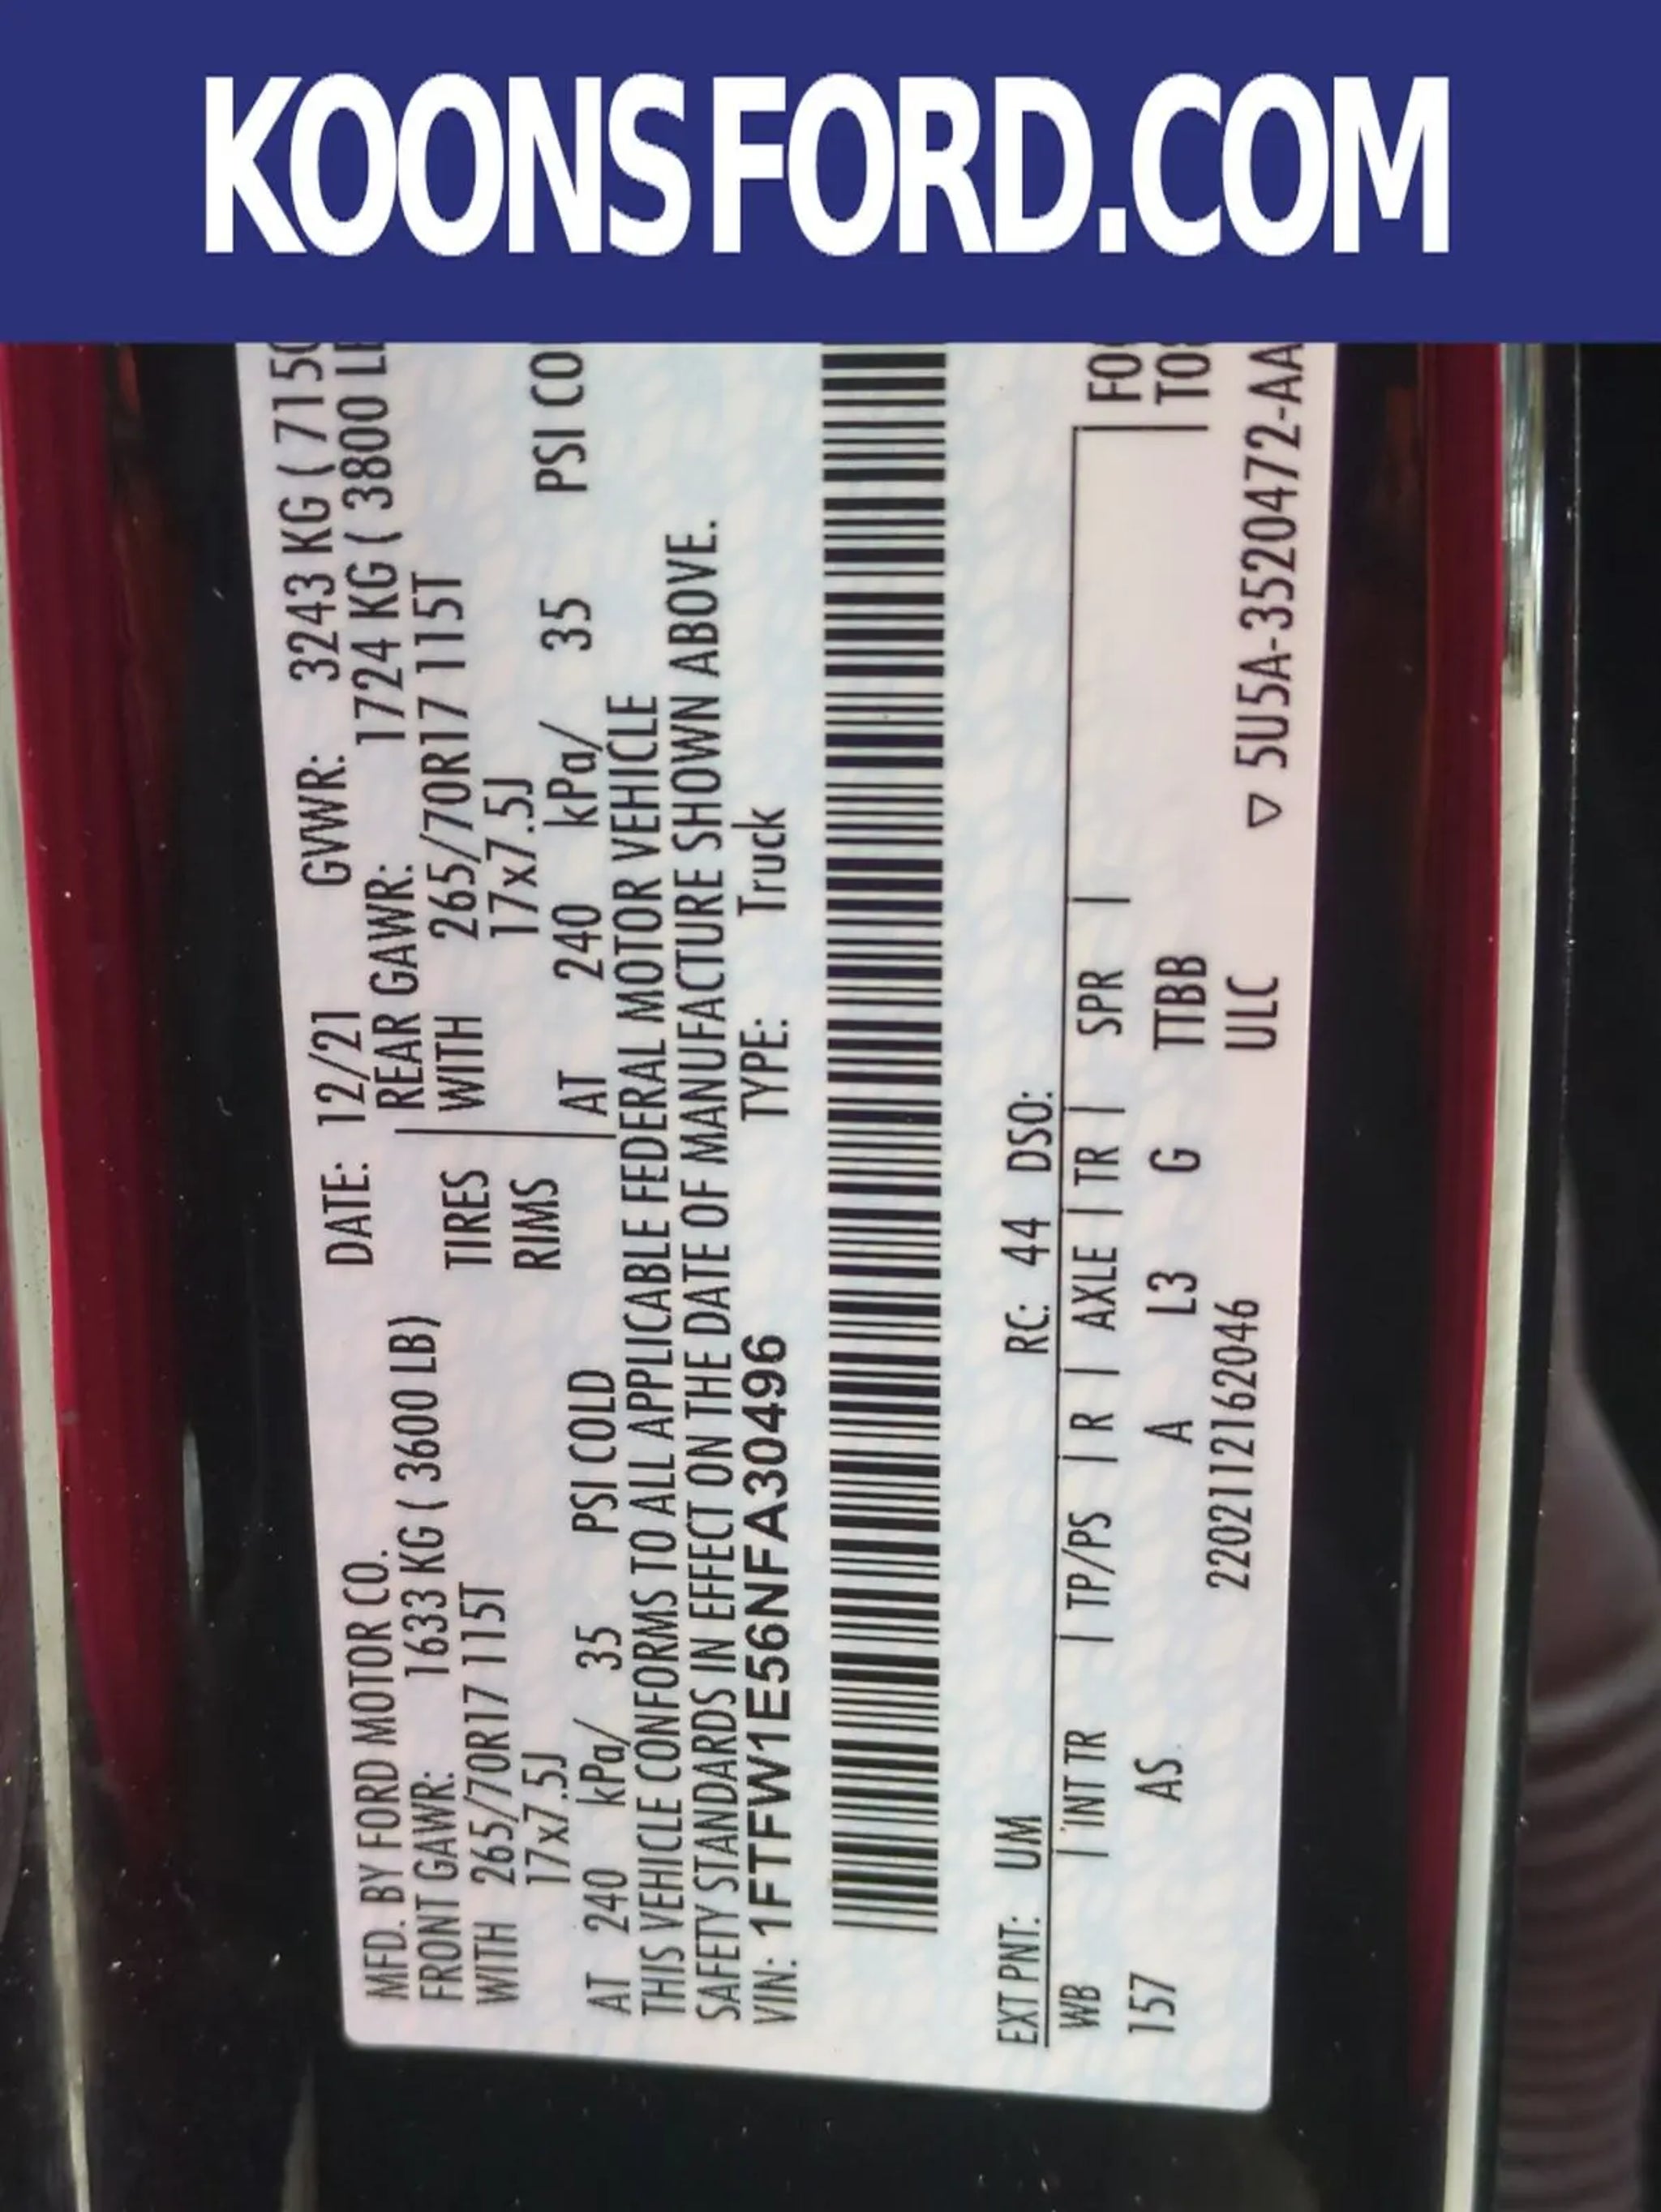 KOONSFORD.COM
MFD. BY FORD MOTOR CO. DATE: 12/21 GVWR: 3243 KG ( 715
FRONT GAWR: 1633 KG ( 3600 LB) REAR GAWR: 1724 KG ( 3800 L
WITH 265/70R17 115T TIRES WITH 265/70R17 115T
17x7.5J RIMS 17x7.5J
AT 240 kPa/ 35 PSI COLD AT 240 kPa/ 35 PSI CO
THIS VEHICLE CONFORMS TO ALL APPLICABLE FEDERAL MOTOR VEHICLE
SAFETY STANDARDS IN EFFECT ON THE DATE OF MANUFACTURE SHOWN ABOVE.
VIN: 1FTFW1E56NFA30496 TYPE: Truck
EXT PNT: UM RC: 44 DSO:
WB | INT TR | TP/PS | R | AXLE | TR | SPR | FO
157 AS A L3 G TTBB TO
220211216 2046 ULC ▽ 5U5A-3520472-AA